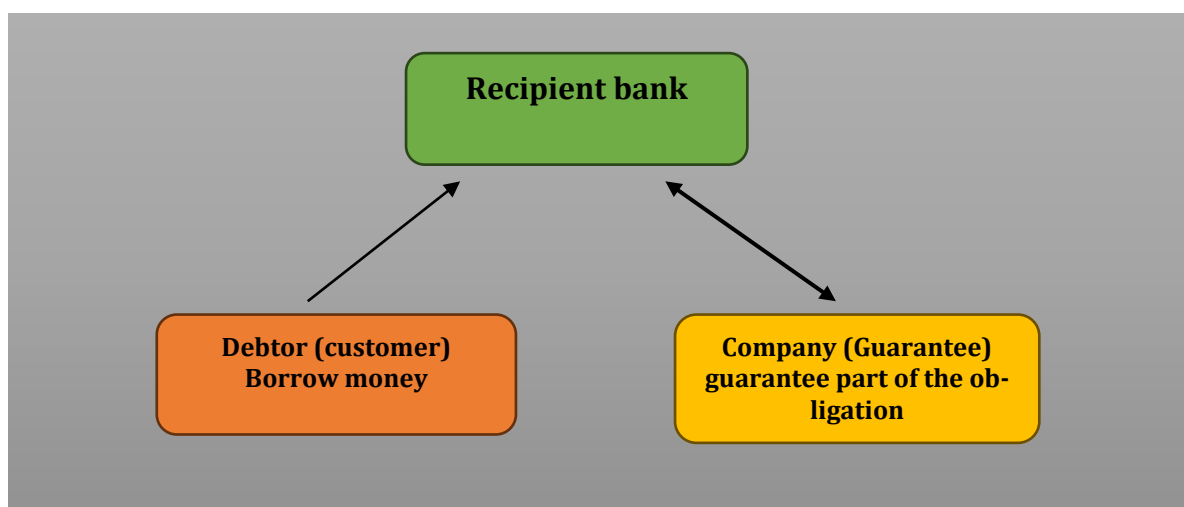 Recipient bank
Debtor (customer)
Borrow money
Company (Guarantee)
guarantee part of the ob-
ligation